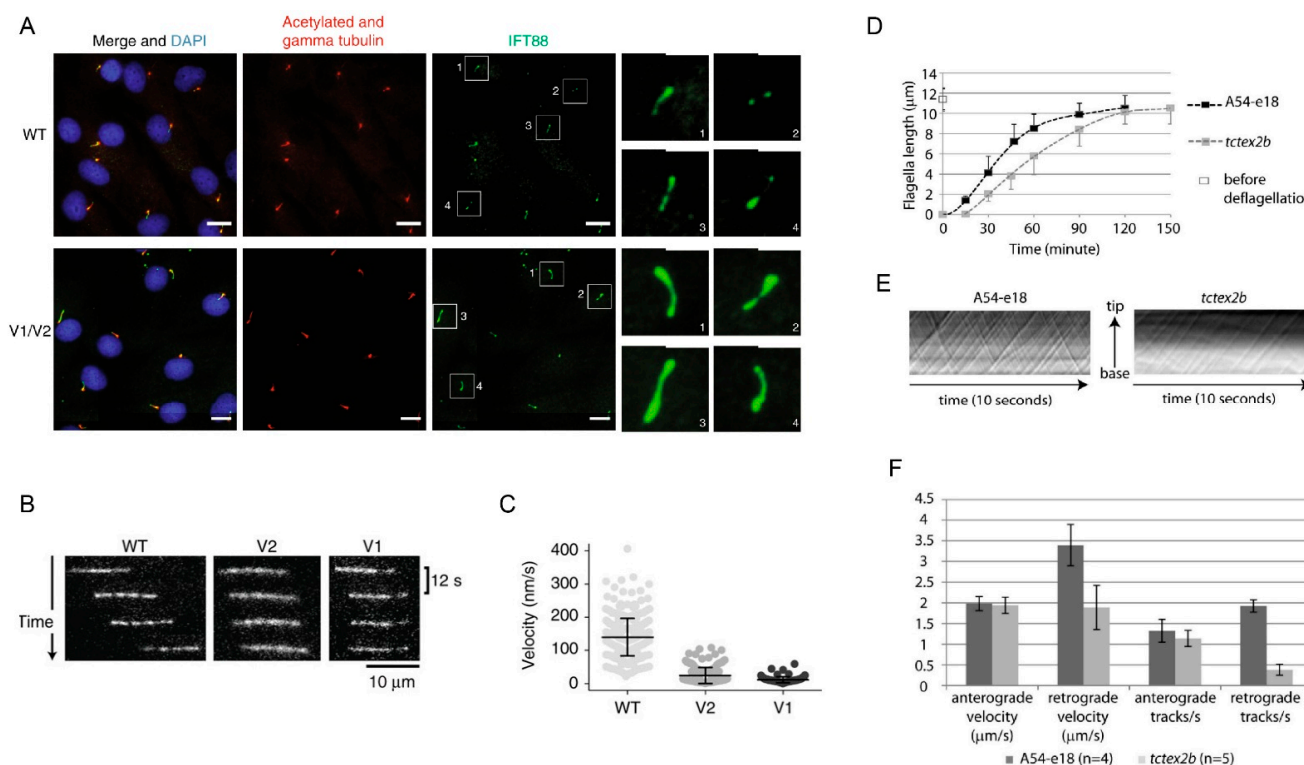 A
Merge and DAPI
Acetylated and
gamma tubulin
IFT88
WT
1
2
3
4
1
2
3
4
V1/V2
1
2
3
4
1
2
3
4
B
WT
V2
V1
12 s
Time
10 μm
C
Velocity (nm/s)
400
300
200
100
0
WT
V2
V1
D
Flagella length (μm)
14
12
10
8
6
4
2
0
0
30
60
90
120
150
Time (minute)
A54-e18
tctex2b
before
deflagellatio
E
A54-e18
tctex2b
tip
base
time (10 seconds)
time (10 seconds)
F
4.5
4
3.5
3
2.5
2
1.5
1
0.5
0
anterograde
velocity
(μm/s)
retrograde
velocity
(μm/s)
anterograde
tracks/s
retrograde
tracks/s
A54-e18 (n=4)
tctex2b (n=5)